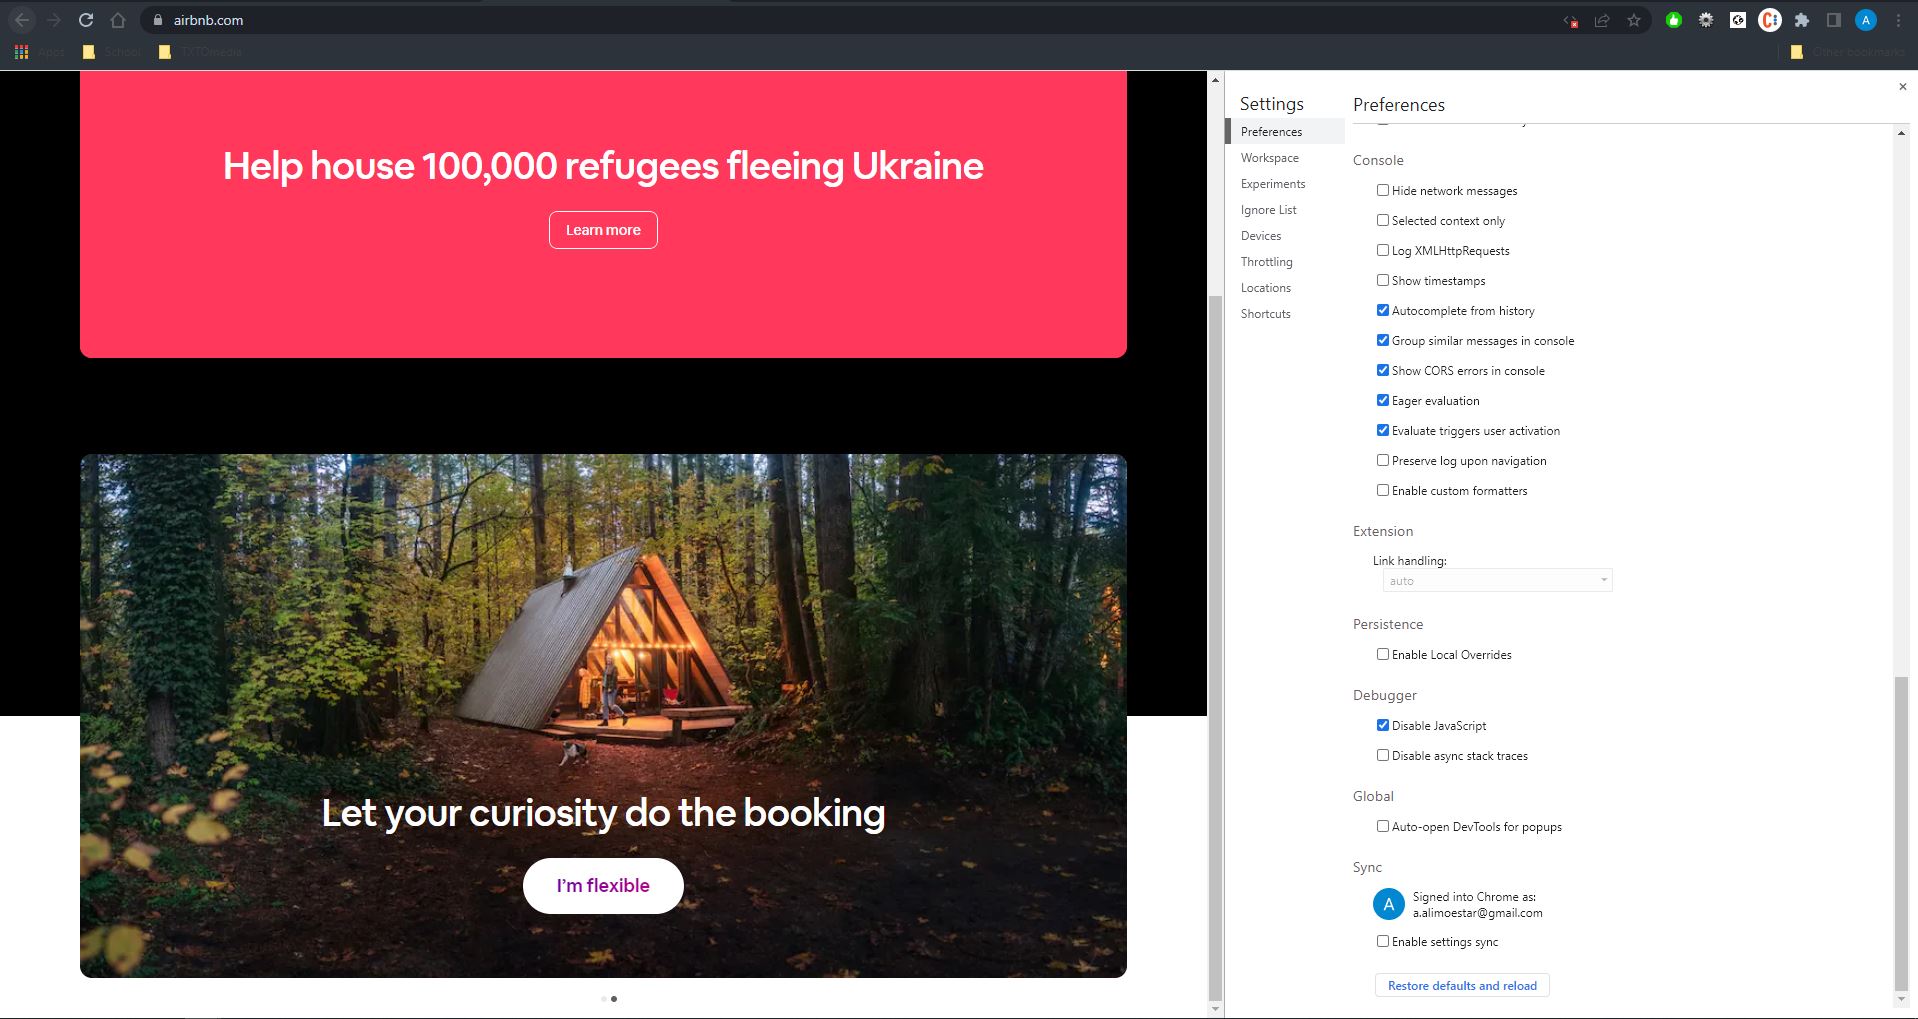 airbnb.com
A
Apps
School
TXTOmedia
Other bookmarks
Help house 100,000 refugees fleeing Ukraine
Learn more
Let your curiosity do the booking
I'm flexible
Settings
Preferences
Workspace
Experiments
Ignore List
Devices
Throttling
Locations
Shortcuts
Preferences
Console
Hide network messages
Selected context only
Log XMLHttpRequests
Show timestamps
Autocomplete from history
Group similar messages in console
Show CORS errors in console
Eager evaluation
Evaluate triggers user activation
Preserve log upon navigation
Enable custom formatters
Extension
Link handling:
auto
Persistence
Enable Local Overrides
Debugger
Disable JavaScript
Disable async stack traces
Global
Auto-open DevTools for popups
Sync
A
Signed into Chrome as:
a.alimoestar@gmail.com
Enable settings sync
Restore defaults and reload